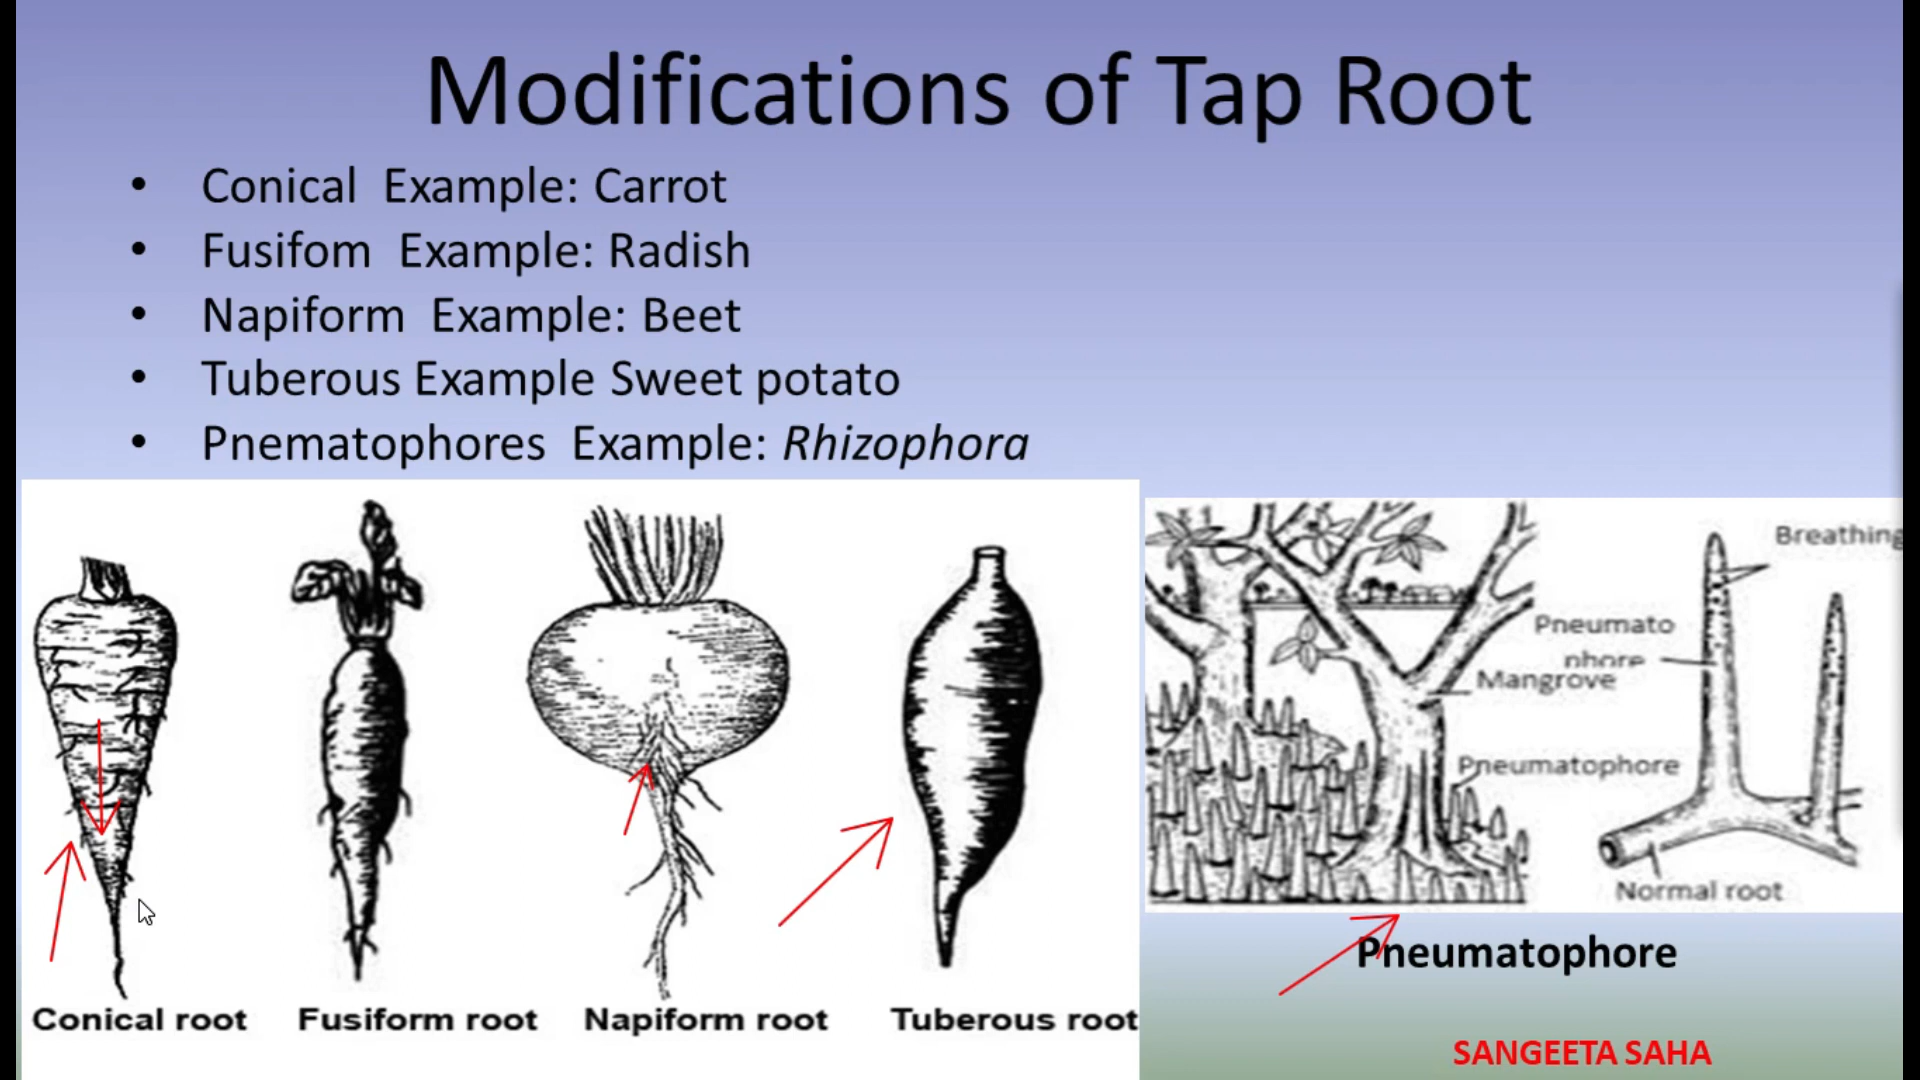 Modifications of Tap Root
• Conical Example: Carrot
• Fusifom Example: Radish
• Napiform Example: Beet
• Tuberous Example Sweet potato
• Pnematophores Example: Rhizophora
Conical root
Fusiform root
Napiform root
Tuberous root
Breathing
Pneumato
phore
Mangrove
Pneumatophore
Normal root
Pneumatophore
SANGEETA SAHA